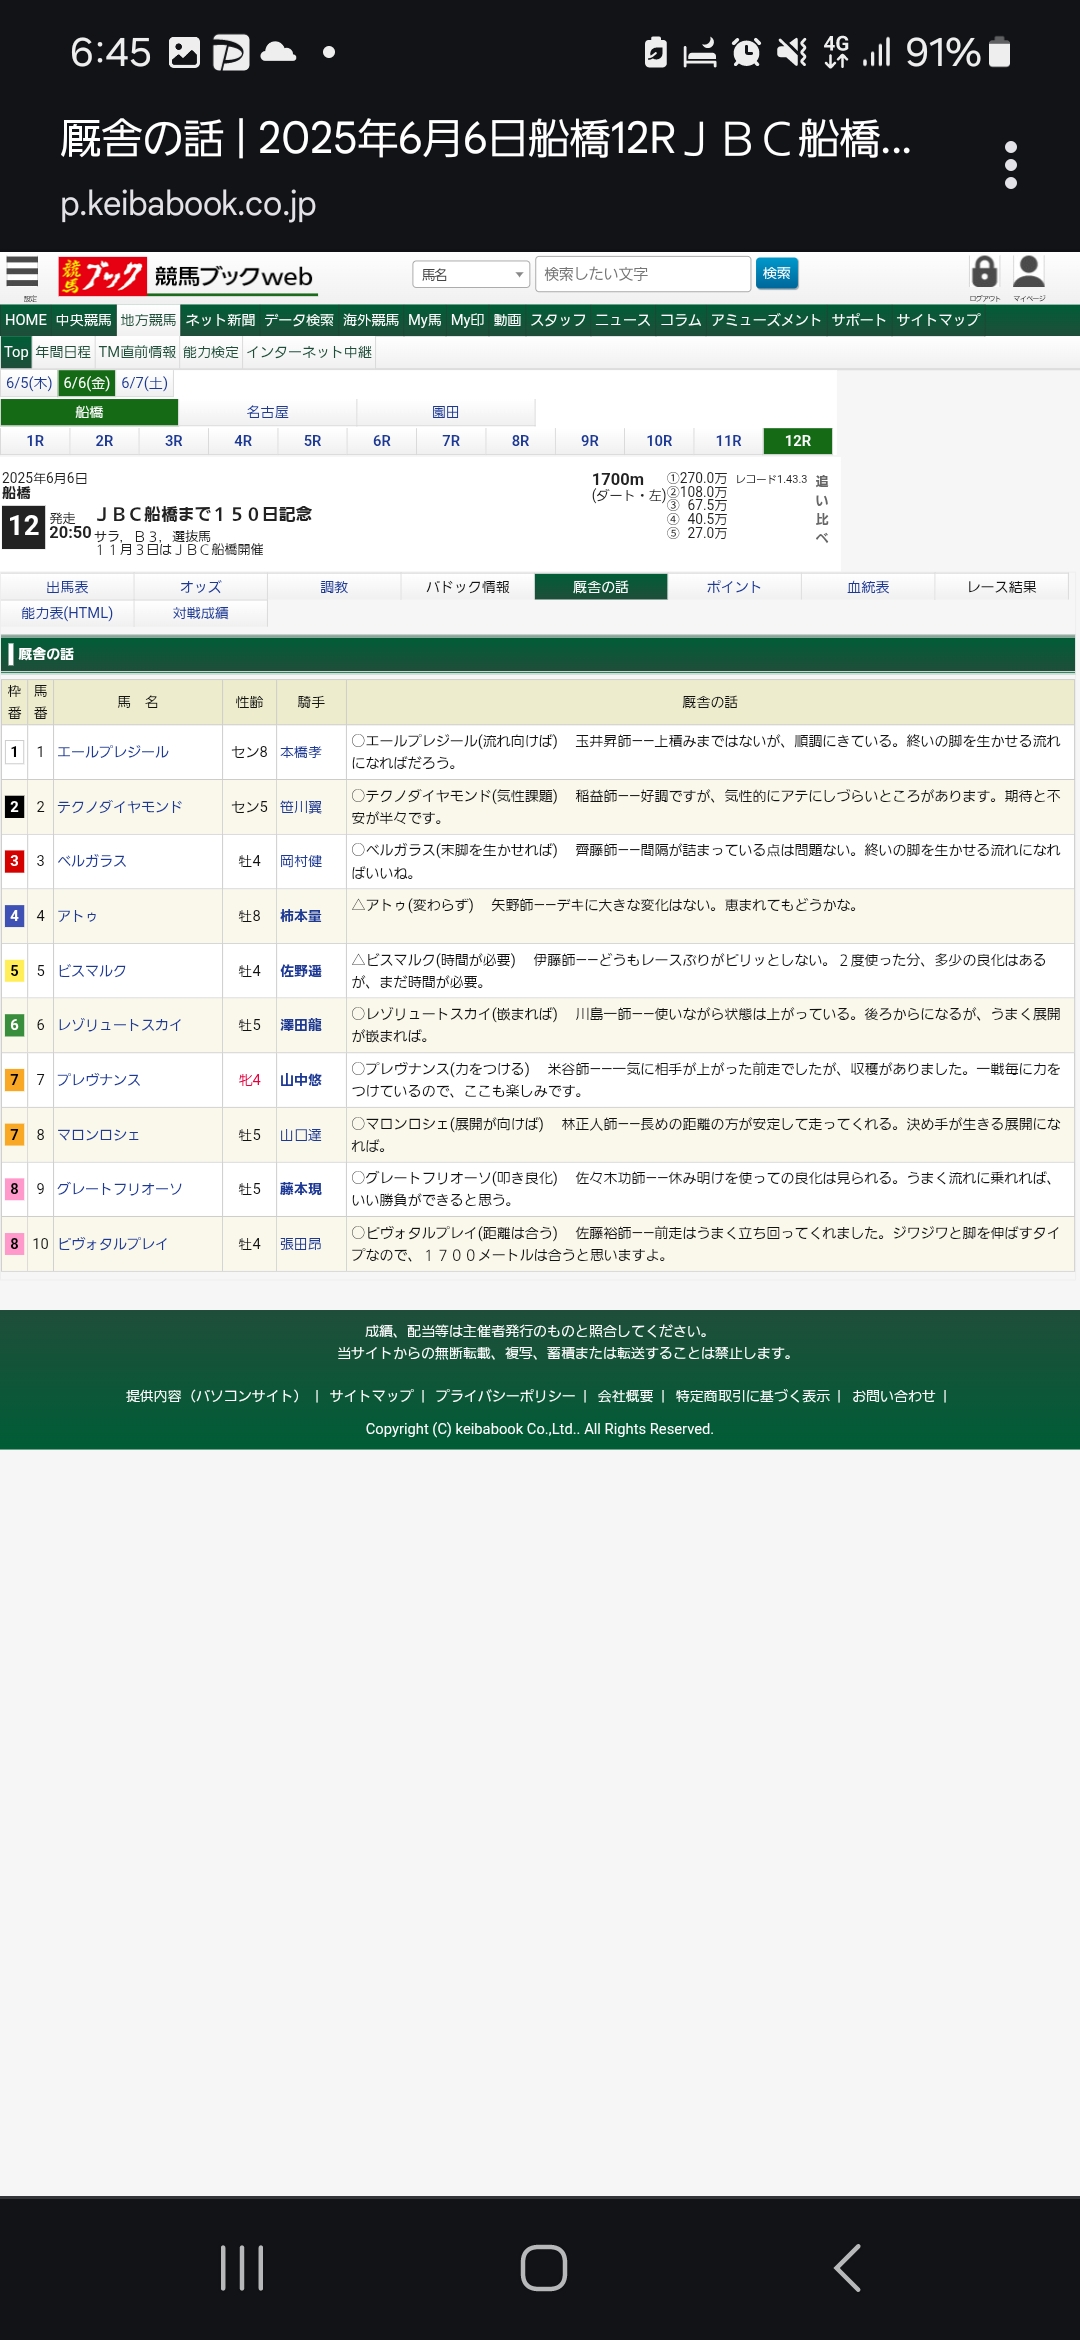 6:45
4G
91%
厩舎の話 | 2025年6月6日船橋12RＪＢＣ船橋...
p.keibabook.co.jp
設定
競馬ブック 競馬ブックweb
馬名
検索したい文字
検索
ログアウト マイページ
HOME 中央競馬 地方競馬 ネット新聞 データ検索 海外競馬 My馬 My印 動画 スタッフ ニュース コラム アミューズメント サポート サイトマップ
Top 年間日程 TM直前情報 能力検定 インターネット中継
6/5(木) 6/6(金) 6/7(土)
船橋 名古屋 園田
1R 2R 3R 4R 5R 6R 7R 8R 9R 10R 11R 12R
2025年6月6日
船橋
12
発走
20:50
ＪＢＣ船橋まで１５０日記念
サラ，Ｂ３，選抜馬
１１月３日はＪＢＣ船橋開催
1700m
(ダート・左)
①270.0万
②108.0万
③ 67.5万
④ 40.5万
⑤ 27.0万
レコード1.43.3
追い比べ
出馬表 オッズ 調教 パドック情報 厩舎の話 ポイント 血統表 レース結果
能力表(HTML) 対戦成績
厩舎の話
枠番 馬番 馬 名 性齢 騎手 厩舎の話
1 1 エールプレジール セン8 本橋孝 ○エールプレジール(流れ向けば) 玉井昇師――上積みまではないが、順調にきている。終いの脚を生かせる流れ
になればだろう。
2 2 テクノダイヤモンド セン5 笹川翼 ○テクノダイヤモンド(気性課題) 稲益師――好調ですが、気性的にアテにしづらいところがあります。期待と不
安が半々です。
3 3 ベルガラス 牡4 岡村健 ○ベルガラス(末脚を生かせれば) 齊藤師――間隔が詰まっている点は問題ない。終いの脚を生かせる流れになれ
ばいいね。
4 4 アトゥ 牡8 柿本量 △アトゥ(変わらず) 矢野師――デキに大きな変化はない。恵まれてもどうかな。
5 5 ビスマルク 牡4 佐野遥 △ビスマルク(時間が必要) 伊藤師――どうもレースぶりがピリッとしない。２度使った分、多少の良化はある
が、まだ時間が必要。
6 6 レゾリュートスカイ 牡5 澤田龍 ○レゾリュートスカイ(嵌まれば) 川島一師――使いながら状態は上がっている。後ろからになるが、うまく展開
が嵌まれば。
7 7 プレヴナンス 牝4 山中悠 ○プレヴナンス(力をつける) 米谷師――一気に相手が上がった前走でしたが、収穫がありました。一戦毎に力を
つけているので、ここも楽しみです。
7 8 マロンロシェ 牡5 山口達 ○マロンロシェ(展開が向けば) 林正人師――長めの距離の方が安定して走ってくれる。決め手が生きる展開にな
れば。
8 9 グレートフリオーソ 牡5 藤本現 ○グレートフリオーソ(叩き良化) 佐々木功師――休み明けを使っての良化は見られる。うまく流れに乗れれば、
いい勝負ができると思う。
8 10 ピヴォタルプレイ 牡4 張田昂 ○ピヴォタルプレイ(距離は合う) 佐藤裕師――前走はうまく立ち回ってくれました。ジワジワと脚を伸ばすタイ
プなので、１７００メートルは合うと思いますよ。
成績、配当等は主催者発行のものと照合してください。
当サイトからの無断転載、複写、蓄積または転送することは禁止します。
提供内容（パソコンサイト） | サイトマップ | プライバシーポリシー | 会社概要 | 特定商取引に基づく表示 | お問い合わせ |
Copyright (C) keibabook Co.,Ltd.. All Rights Reserved.